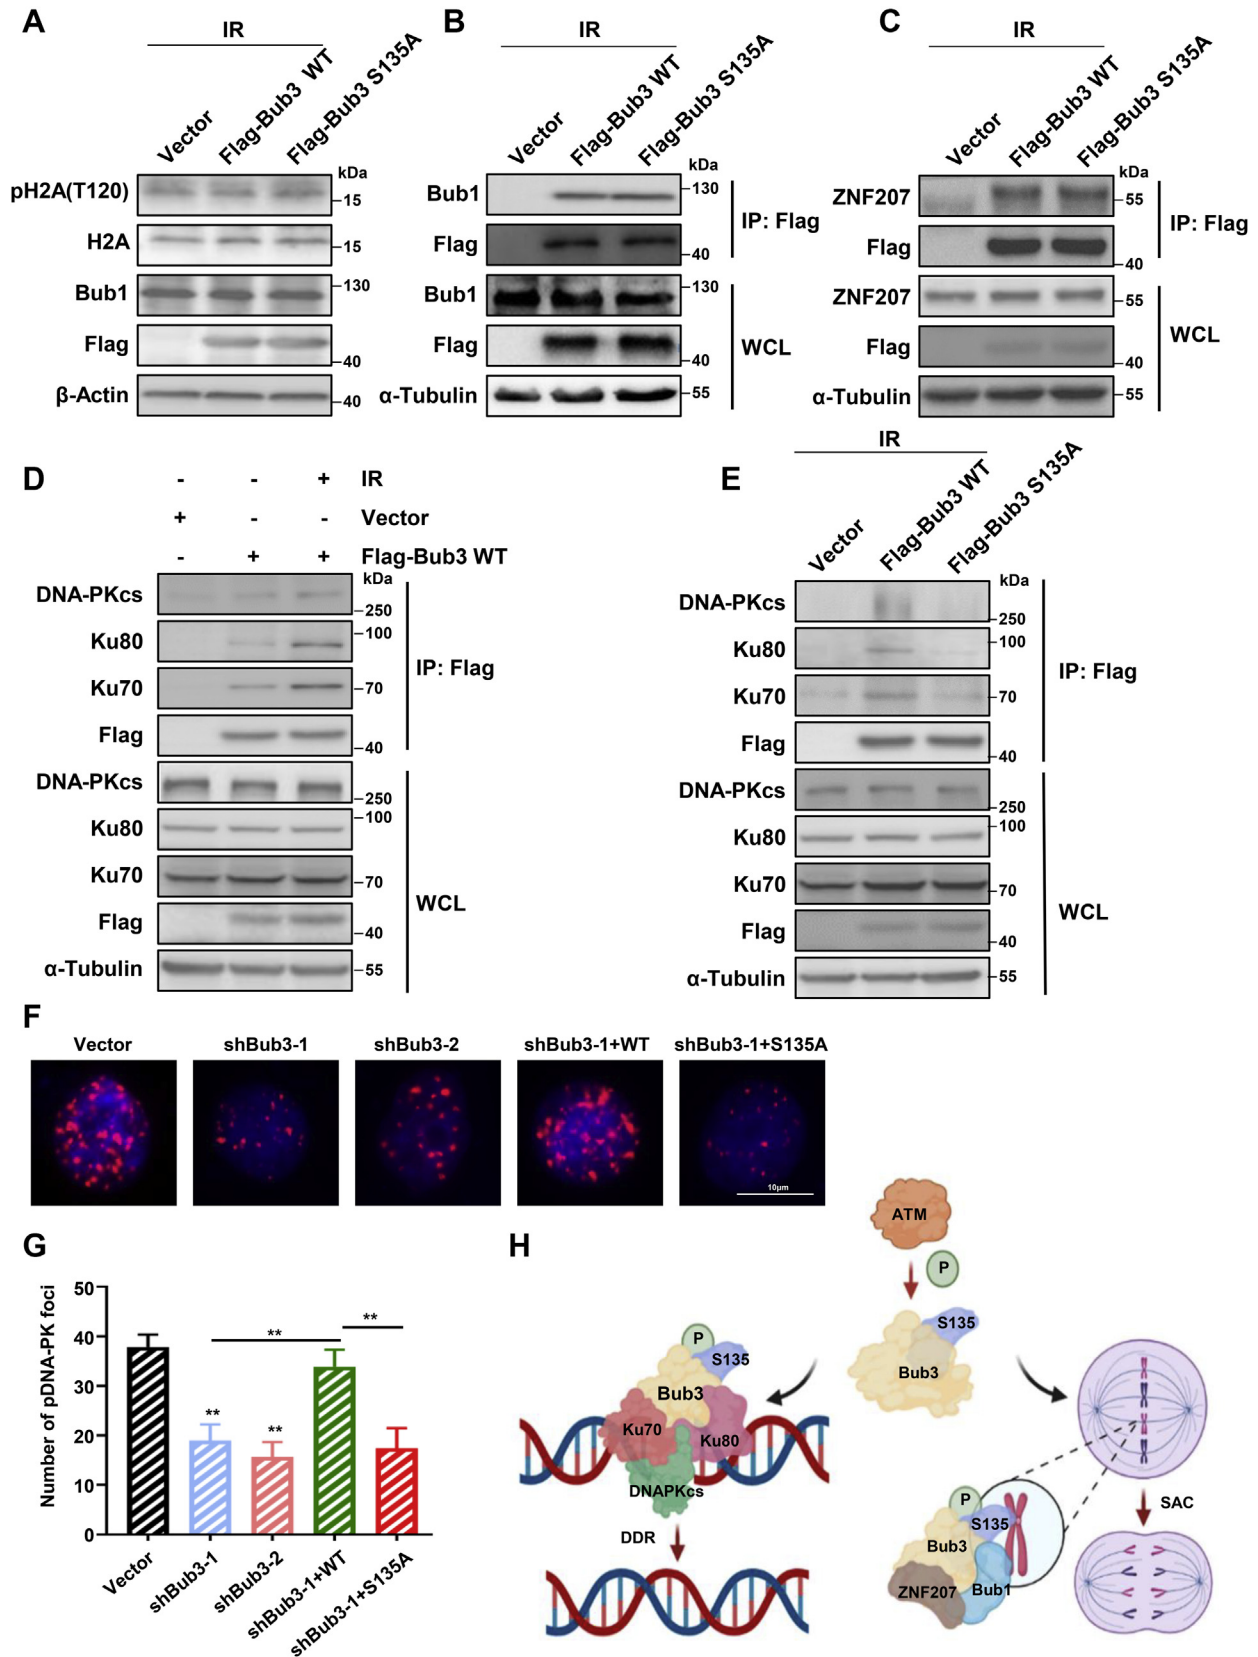 A
IR
Vector
Flag-Bub3 WT
Flag-Bub3 S135A
kDa
pH2A(T120)
15
H2A
15
Bub1
130
Flag
40
β-Actin
40
B
IR
Vector
Flag-Bub3 WT
Flag-Bub3 S135A
kDa
Bub1
130
IP: Flag
Flag
40
Bub1
130
Flag
40
WCL
α-Tubulin
55
C
IR
Vector
Flag-Bub3 WT
Flag-Bub3 S135A
kDa
ZNF207
55
IP: Flag
Flag
40
ZNF207
55
WCL
Flag
40
α-Tubulin
55
D
- - + IR
+ - - Vector
- + + Flag-Bub3 WT
kDa
DNA-PKcs
250
Ku80
100
IP: Flag
Ku70
70
Flag
40
DNA-PKcs
250
Ku80
100
Ku70
70
WCL
Flag
40
α-Tubulin
55
E
IR
Vector
Flag-Bub3 WT
Flag-Bub3 S135A
kDa
DNA-PKcs
250
Ku80
100
IP: Flag
Ku70
70
Flag
40
DNA-PKcs
250
Ku80
100
Ku70
70
WCL
Flag
40
α-Tubulin
55
F
Vector
shBub3-1
shBub3-2
shBub3-1+WT
shBub3-1+S135A
10μm
G
Number of pDNA-PK foci
50
40
30
20
10
0
**
**
**
**
Vector
shBub3-1
shBub3-2
shBub3-1+WT
shBub3-1+S135A
H
ATM
P
S135
Bub3
P
S135
Bub3
Ku70
Ku80
DNAPKcs
DDR
P
S135
Bub3
ZNF207
Bub1
SAC